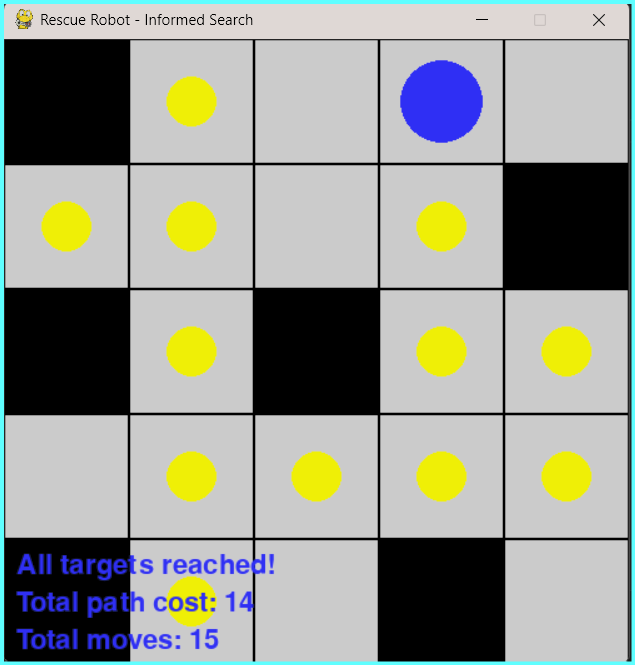 Rescue Robot - Informed Search
All targets reached!
Total path cost: 14
Total moves: 15